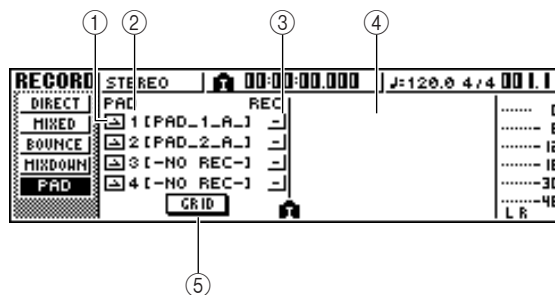 ① ② ③ ④
RECORD STEREO 00:00:00.000 ♩=120.0 4/4 001.1
DIRECT PAD REC
MIXED 1 [PAD_1_A_] -
BOUNCE 2 [PAD_2_A_] -
MIXDOWN 3 [-NO REC-] -
PAD 4 [-NO REC-] -
GRID
L R
⑤